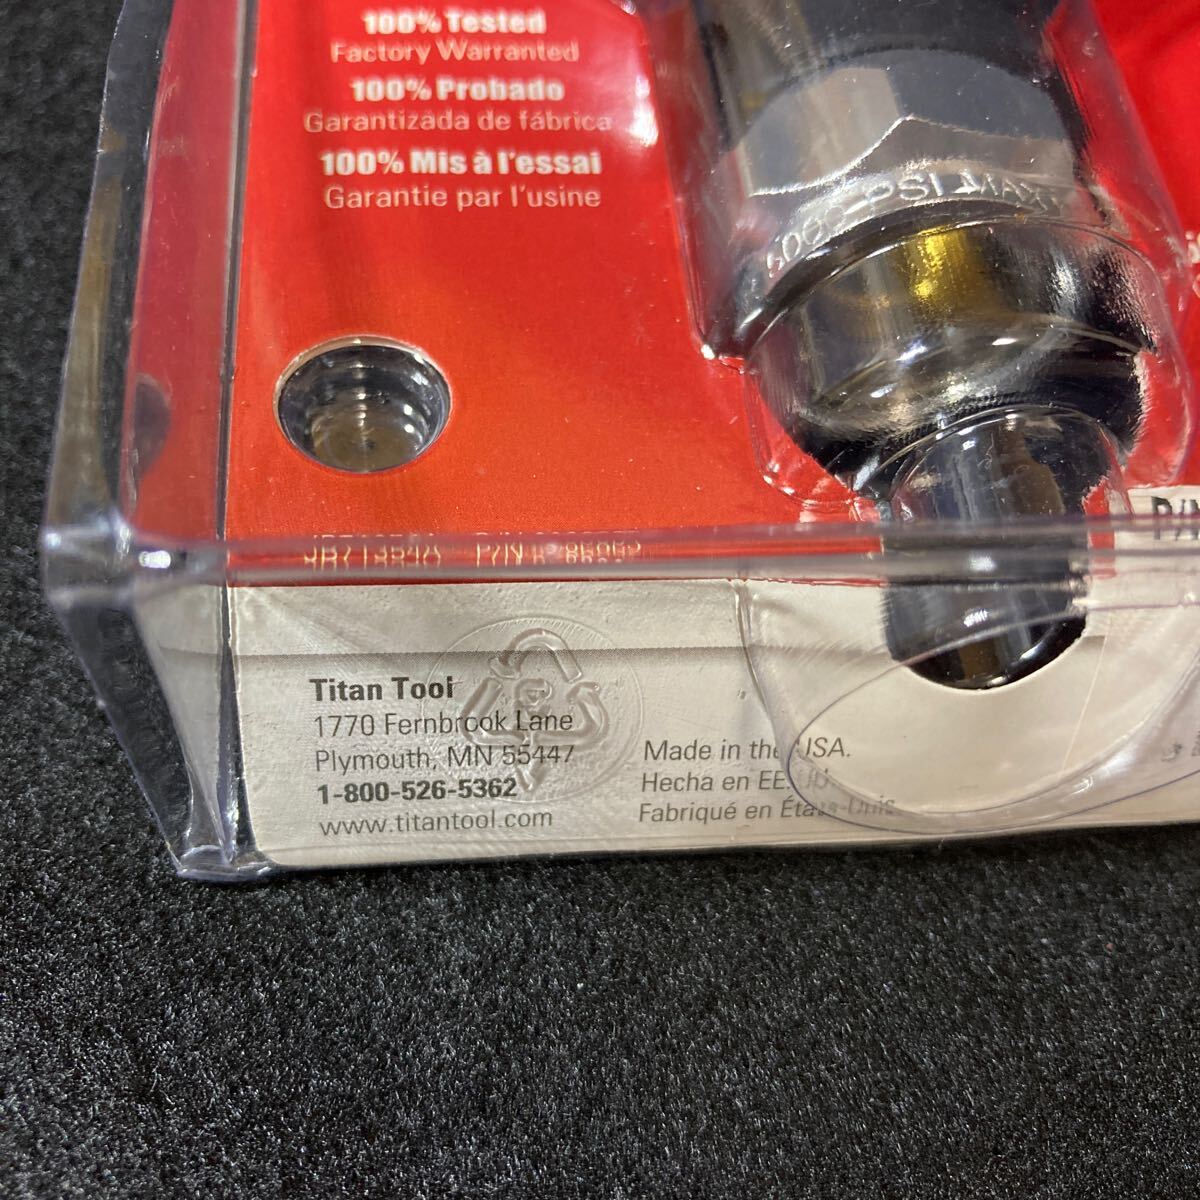 100% Tested
Factory Warranted
100% Probado
Garantizada de fábrica
100% Mis à l'essai
Garantie par l'usine
PSI MAX
P/N
P/N
Titan Tool
1770 Fernbrook Lane
Plymouth, MN 55447
1-800-526-5362
www.titantool.com
Made in the USA.
Hecha en EE.UU.
Fabriqué en États-Unis.